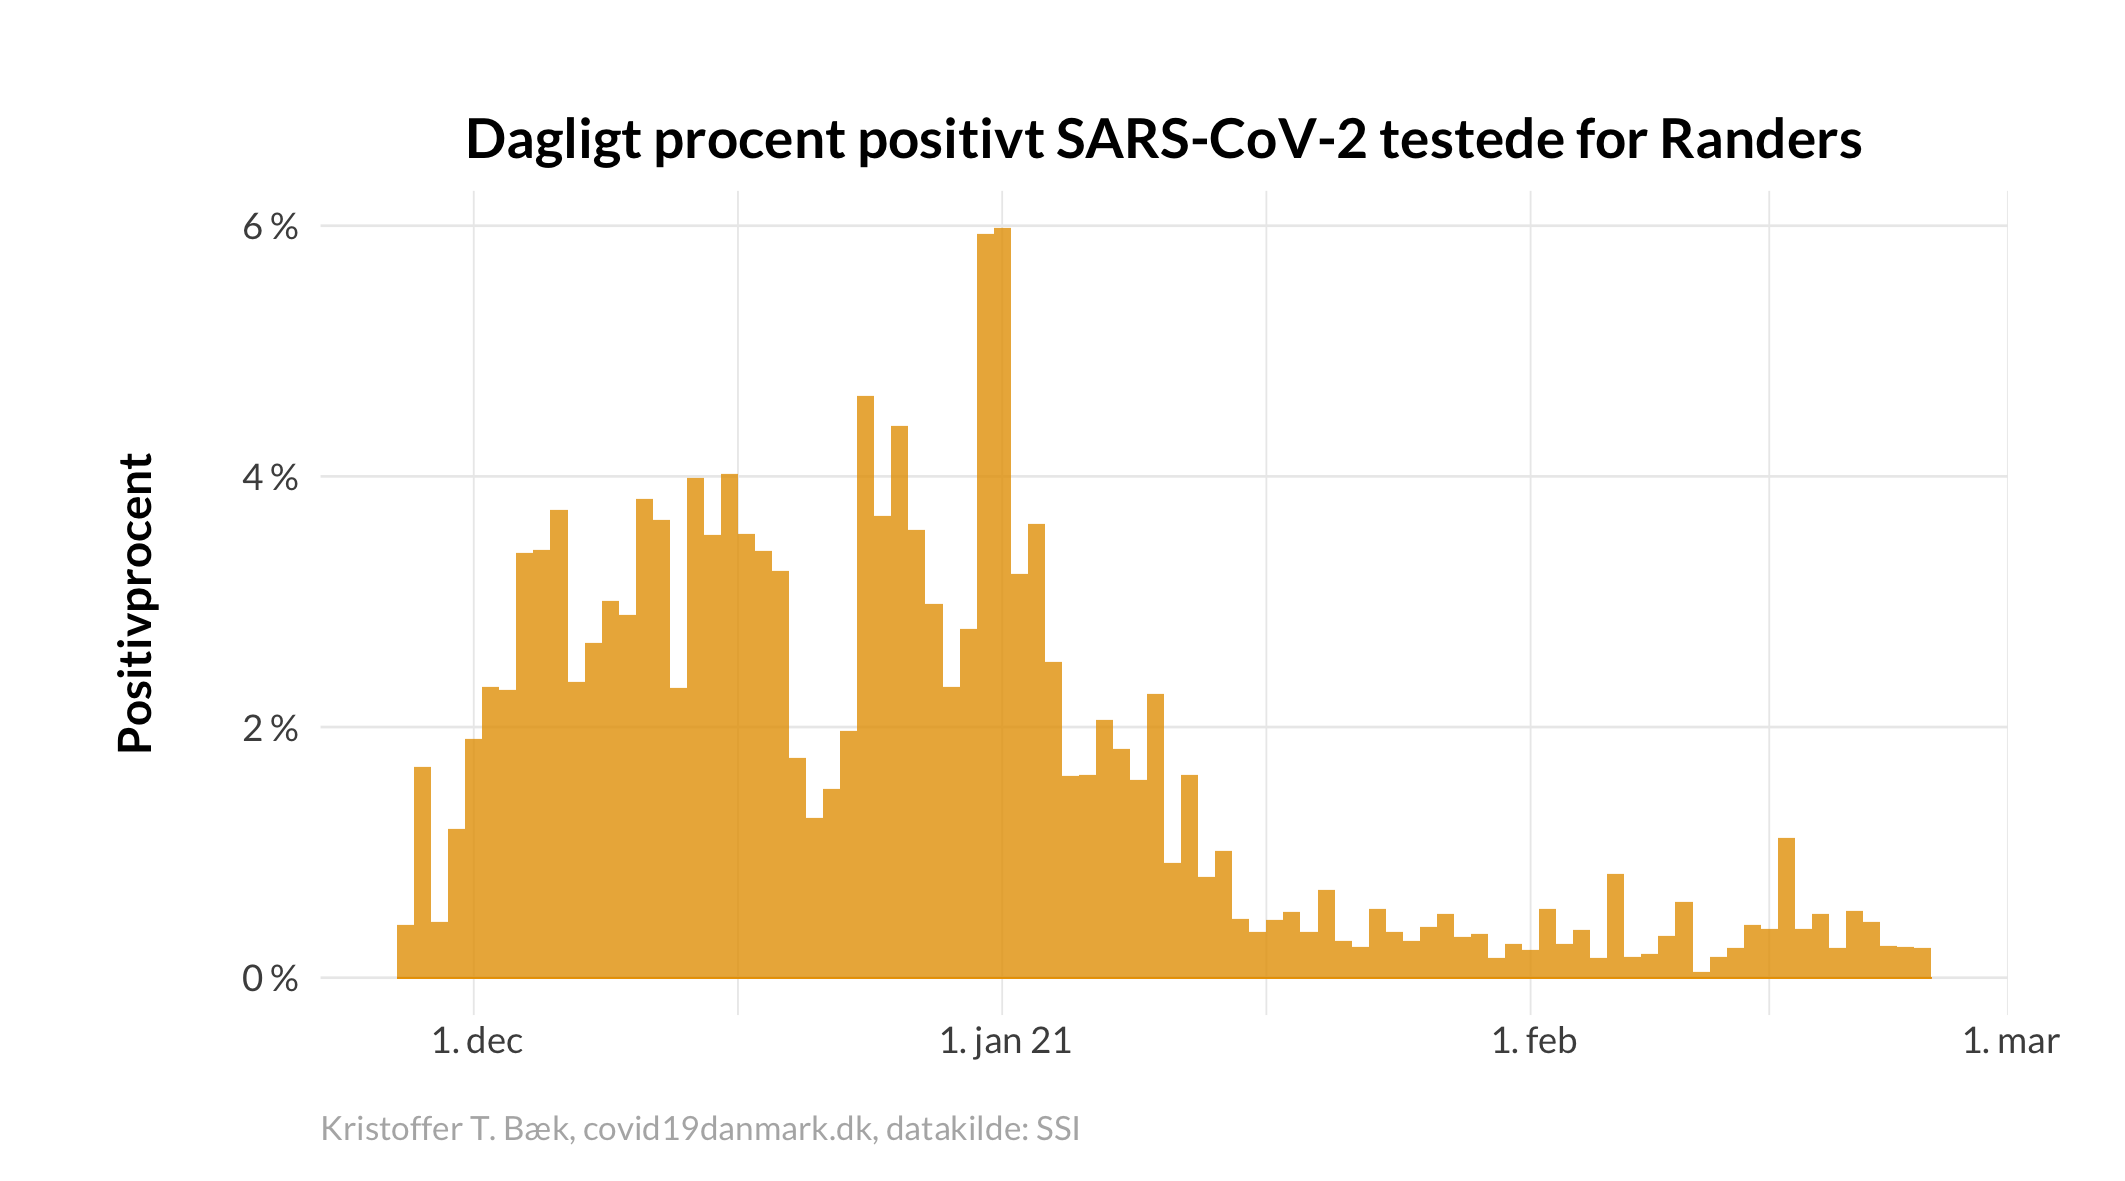 Dagligt procent positivt SARS-CoV-2 testede for Randers
Positivprocent
6 %
4 %
2 %
0 %
1. dec
1. jan 21
1. feb
1. mar
Kristoffer T. Bæk, covid19danmark.dk, datakilde: SSI